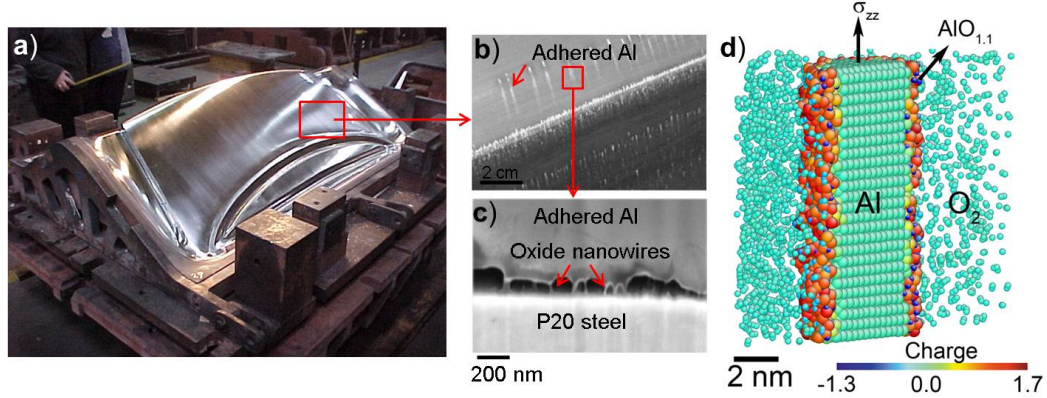 a)
b)
Adhered Al
2 cm
c)
Adhered Al
Oxide nanowires
P20 steel
200 nm
d)
σzz
AlO1.1
Al
O2
2 nm
Charge
-1.3 0.0 1.7